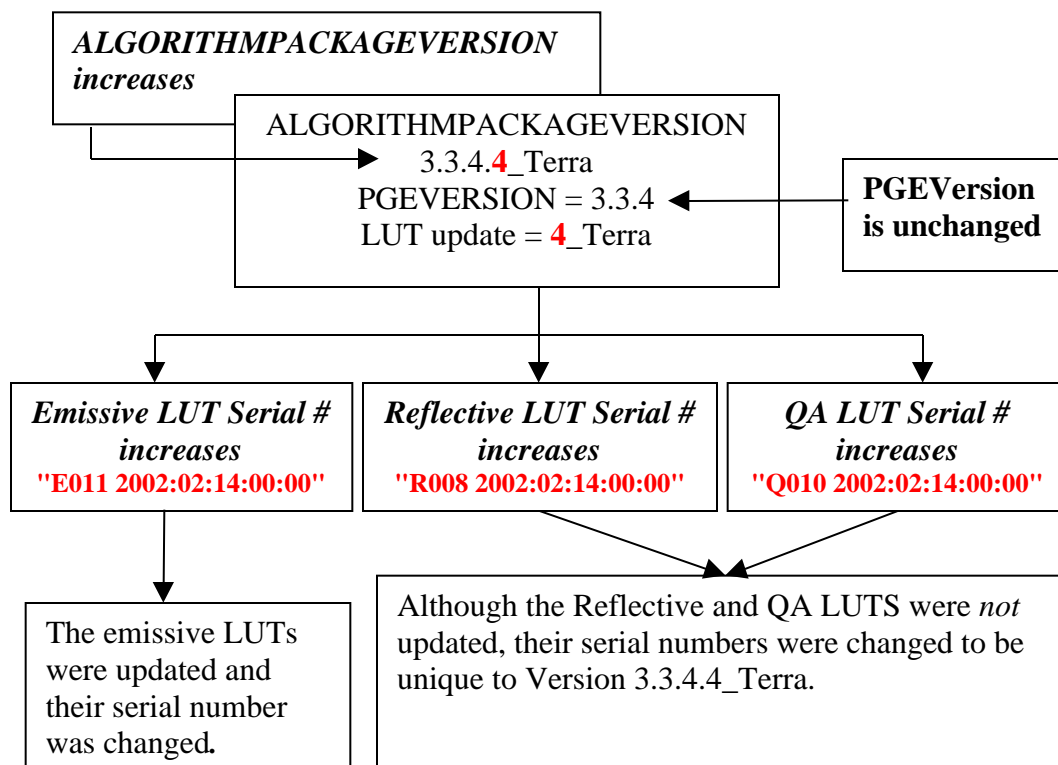 ALGORITHMPACKAGEVERSION
increases
ALGORITHMPACKAGEVERSION
3.3.4.4_Terra
PGEVERSION = 3.3.4
LUT update = 4_Terra
PGEVersion
is unchanged
Emissive LUT Serial #
increases
"E011 2002:02:14:00:00"
Reflective LUT Serial #
increases
"R008 2002:02:14:00:00"
QA LUT Serial #
increases
"Q010 2002:02:14:00:00"
The emissive LUTs
were updated and
their serial number
was changed.
Although the Reflective and QA LUTS were not
updated, their serial numbers were changed to be
unique to Version 3.3.4.4_Terra.